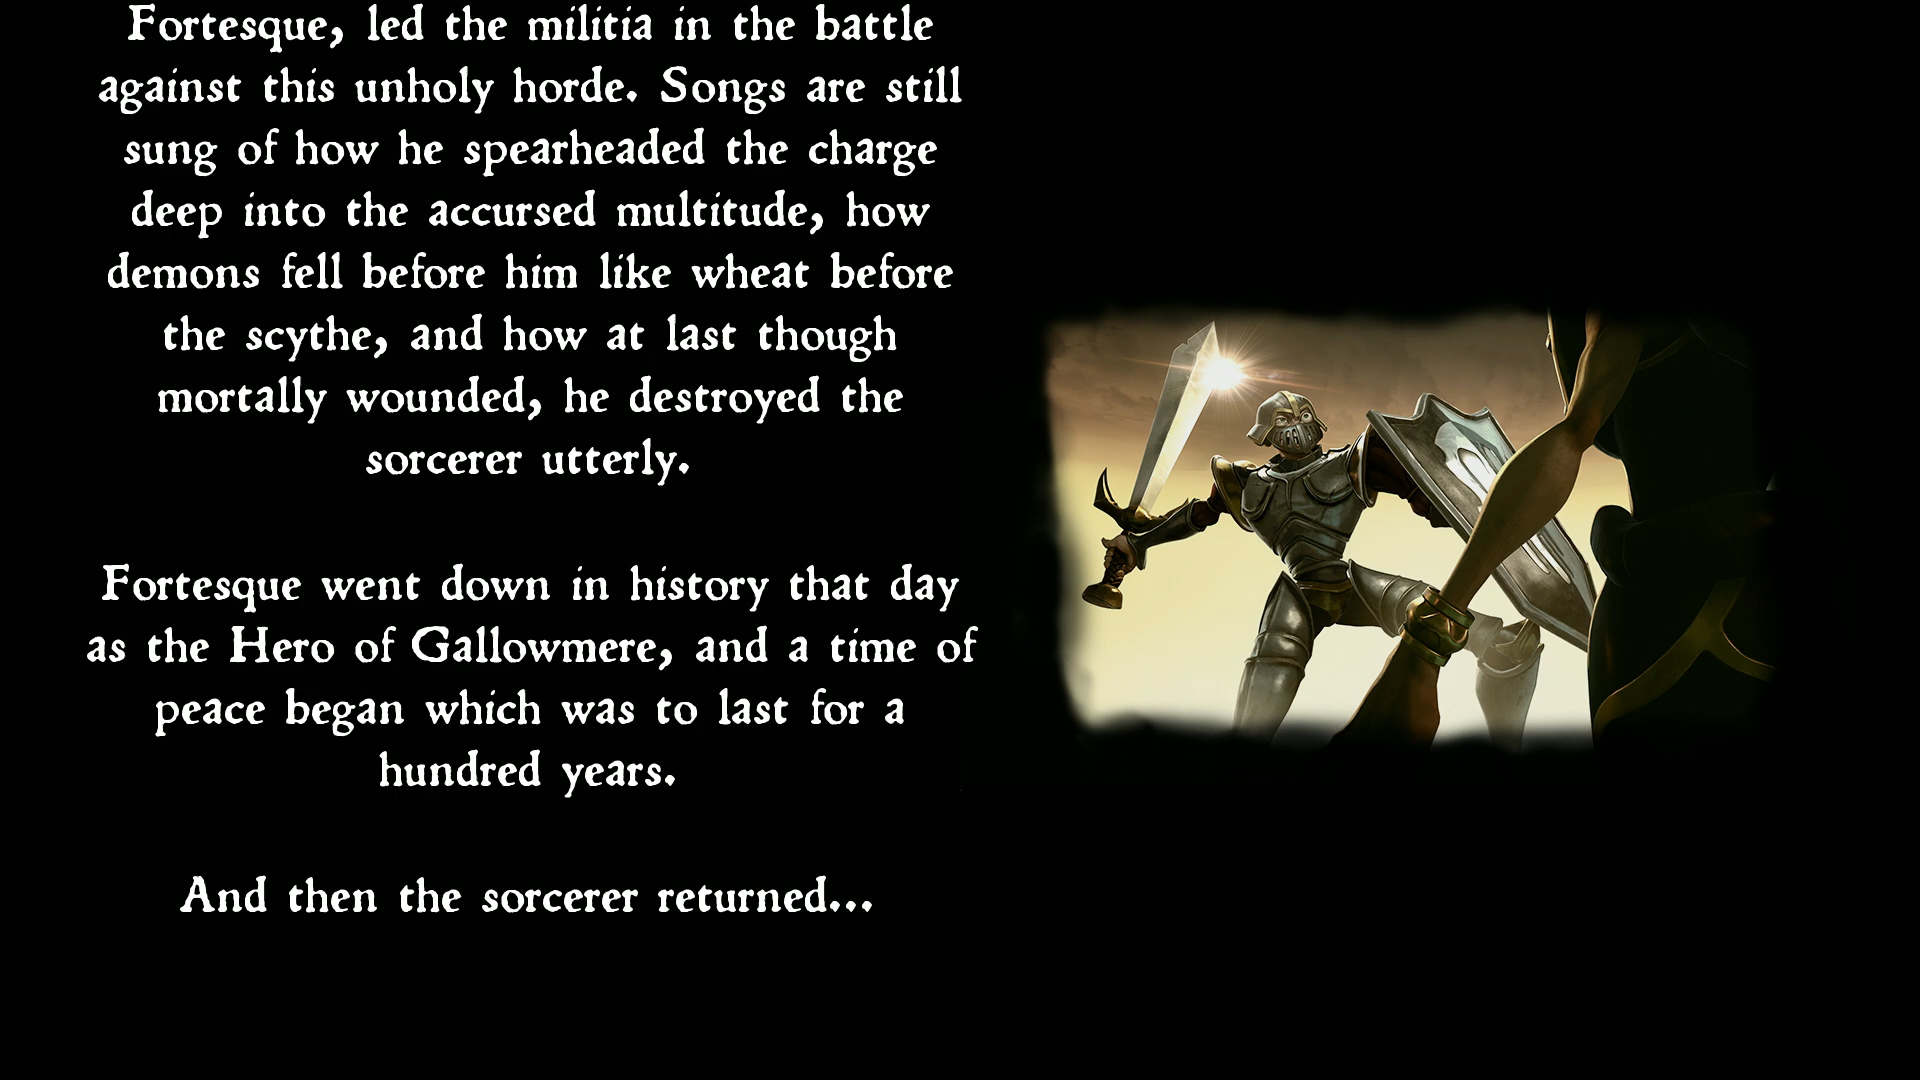 Fortesque, led the militia in the battle
against this unholy horde. Songs are still
sung of how he spearheaded the charge
deep into the accursed multitude, how
demons fell before him like wheat before
the scythe, and how at last though
mortally wounded, he destroyed the
sorcerer utterly.
Fortesque went down in history that day
as the Hero of Gallowmere, and a time of
peace began which was to last for a
hundred years.
And then the sorcerer returned...